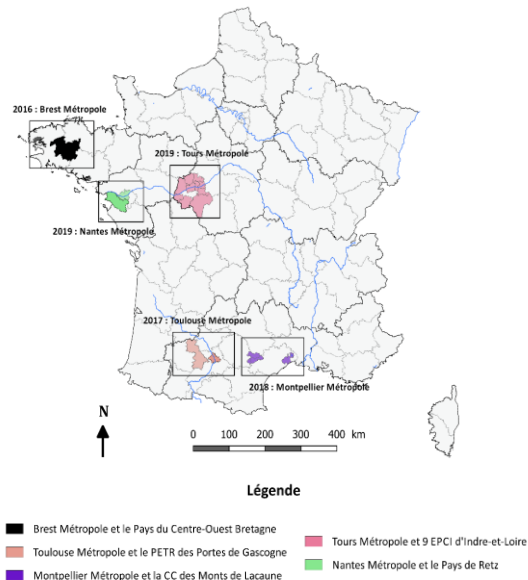 2016 : Brest Métropole
2019 : Tours Métropole
2019 : Nantes Métropole
2017 : Toulouse Métropole
2018 : Montpellier Métropole
N
0 100 200 300 400 km
Légende
Brest Métropole et le Pays du Centre-Ouest Bretagne
Toulouse Métropole et le PETR des Portes de Gascogne
Montpellier Métropole et la CC des Monts de Lacaune
Tours Métropole et 9 EPCI d'Indre-et-Loire
Nantes Métropole et le Pays de Retz